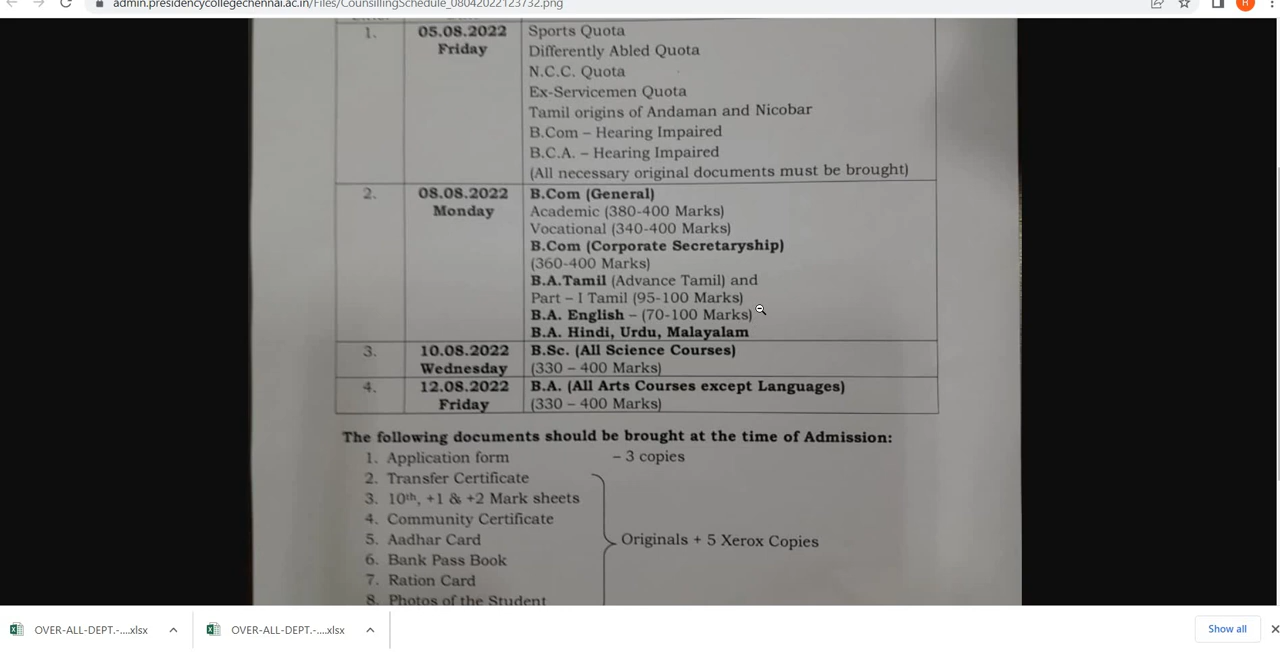 admin.presidencycollegechennai.ac.in/Files/CounsillingSchedule_08042022123732.png
H
1. 05.08.2022 Sports Quota
Friday Differently Abled Quota
N.C.C. Quota
Ex-Servicemen Quota
Tamil origins of Andaman and Nicobar
B.Com – Hearing Impaired
B.C.A. – Hearing Impaired
(All necessary original documents must be brought)
2. 08.08.2022 B.Com (General)
Monday Academic (380-400 Marks)
Vocational (340-400 Marks)
B.Com (Corporate Secretaryship)
(360-400 Marks)
B.A.Tamil (Advance Tamil) and
Part – I Tamil (95-100 Marks)
B.A. English – (70-100 Marks)
B.A. Hindi, Urdu, Malayalam
3. 10.08.2022 B.Sc. (All Science Courses)
Wednesday (330 – 400 Marks)
4. 12.08.2022 B.A. (All Arts Courses except Languages)
Friday (330 – 400 Marks)
The following documents should be brought at the time of Admission:
1. Application form – 3 copies
2. Transfer Certificate
3. 10th, +1 & +2 Mark sheets
4. Community Certificate
5. Aadhar Card Originals + 5 Xerox Copies
6. Bank Pass Book
7. Ration Card
8. Photos of the Student
OVER-ALL-DEPT.-....xlsx OVER-ALL-DEPT.-....xlsx Show all